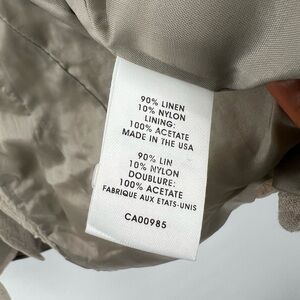 90% LINEN
10% NYLON
LINING:
100% ACETATE
MADE IN THE USA
90% LIN
10% NYLON
DOUBLURE:
100% ACETATE
FABRIQUE AUX ETATS-UNIS
CA00985